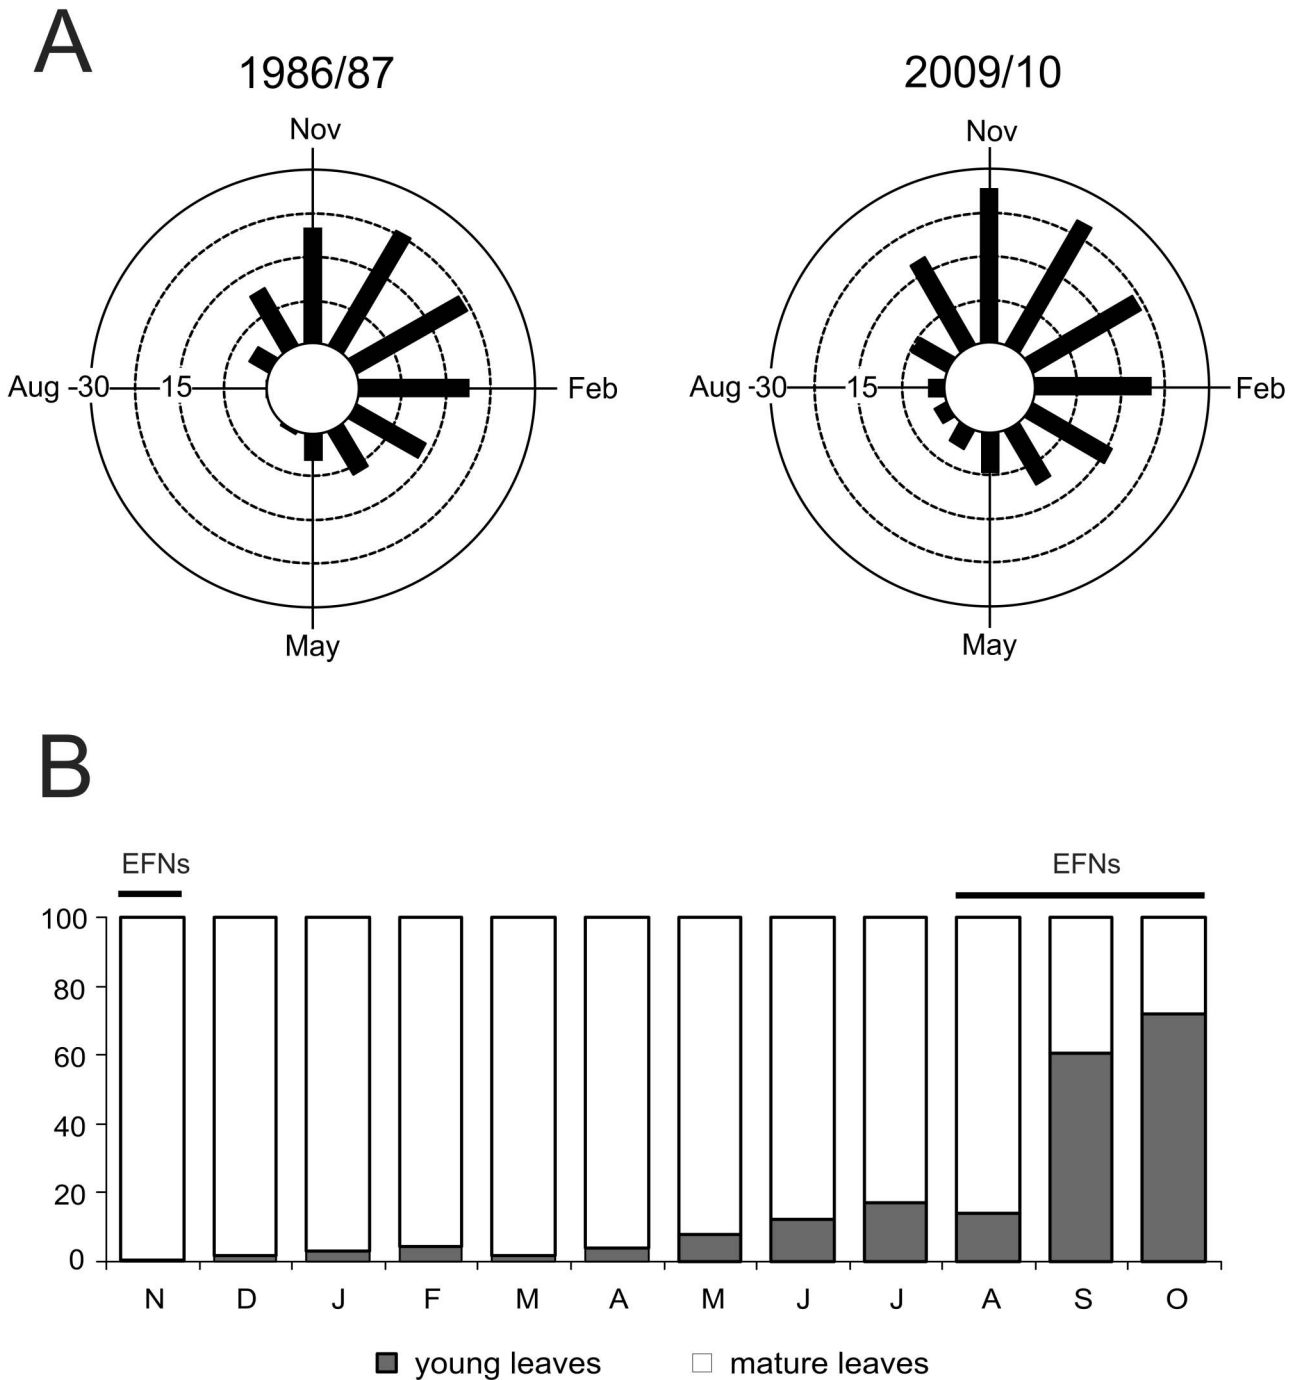 A
1986/87
2009/10
Nov
Nov
Aug -30 15 Feb
Aug -30 15 Feb
May
May
B
EFNs
EFNs
100
80
60
40
20
0
N D J F M A M J J A S O
young leaves mature leaves